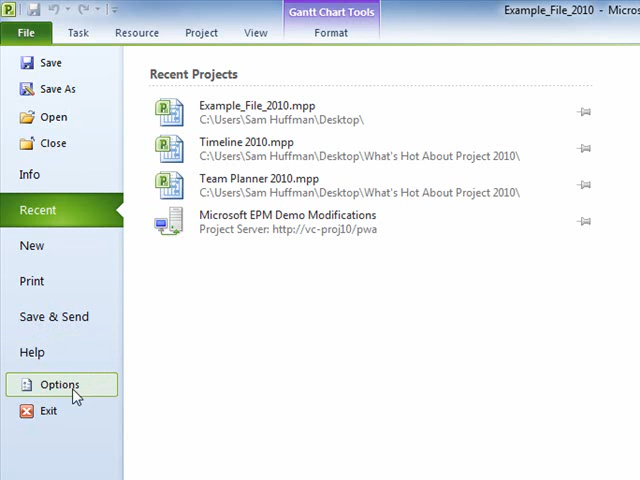 Gantt Chart Tools
Example_File_2010 - Micros
File Task Resource Project View Format
Save
Save As
Open
Close
Info
Recent
New
Print
Save & Send
Help
Options
Exit
Recent Projects
Example_File_2010.mpp
C:\Users\Sam Huffman\Desktop\
Timeline 2010.mpp
C:\Users\Sam Huffman\Desktop\What's Hot About Project 2010\
Team Planner 2010.mpp
C:\Users\Sam Huffman\Desktop\What's Hot About Project 2010\
Microsoft EPM Demo Modifications
Project Server: http://vc-proj10/pwa